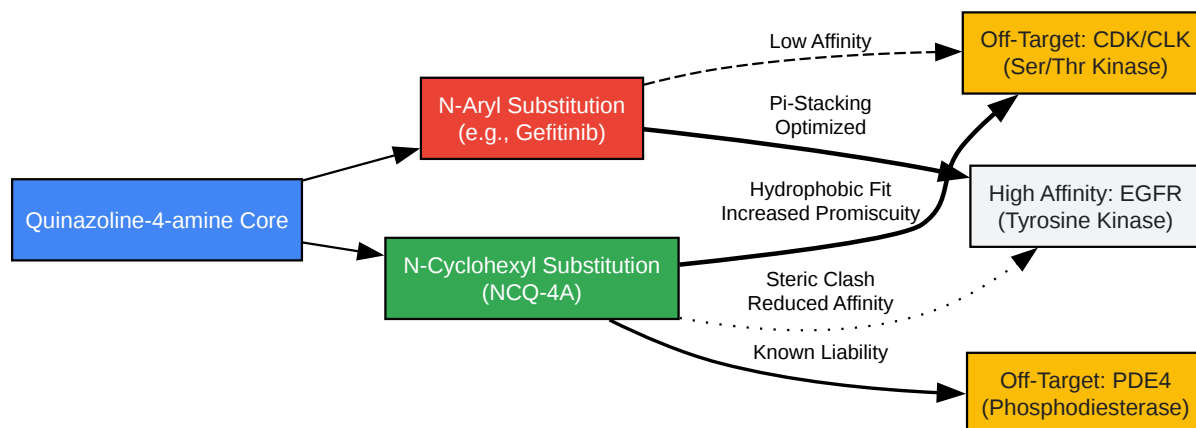 Quinazoline-4-amine Core
N-Aryl Substitution
(e.g., Gefitinib)
N-Cyclohexyl Substitution
(NCQ-4A)
Low Affinity
Pi-Stacking
Optimized
Hydrophobic Fit
Increased Promiscuity
Steric Clash
Reduced Affinity
Known Liability
Off-Target: CDK/CLK
(Ser/Thr Kinase)
High Affinity: EGFR
(Tyrosine Kinase)
Off-Target: PDE4
(Phosphodiesterase)